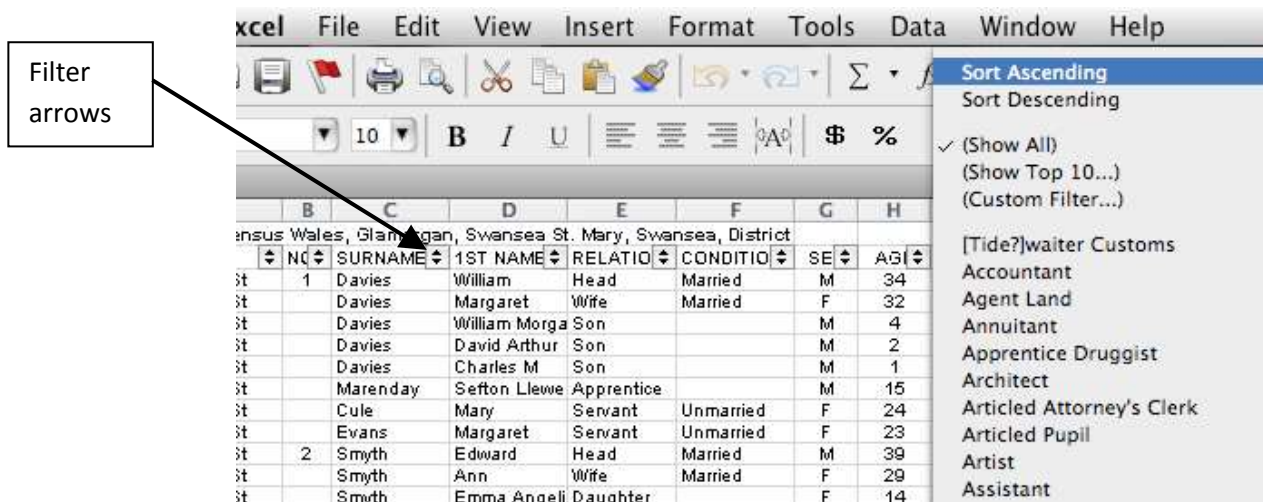 xcel File Edit View Insert Format Tools Data Window Help
Filter
arrows
Sort Ascending
Sort Descending
10 B I U A $ %
✓ (Show All)
(Show Top 10...)
(Custom Filter...)
B C D E F G H
ensus Wales, Glamorgan, Swansea St. Mary, Swansea, District
[Tide?]waiter Customs
SURNAME 1ST NAME RELATIO CONDITIO SE AGI
Accountant
St 1 Davies William Head Married M 34
Agent Land
St Davies Margaret Wife Married F 32
Annuitant
St Davies William Morga Son M 4
Apprentice Druggist
St Davies David Arthur Son M 2
Architect
St Davies Charles M Son M 1
Articled Attorney's Clerk
St Marenday Sefton Llewe Apprentice M 15
Articled Pupil
St Cule Mary Servant Unmarried F 24
Artist
St Evans Margaret Servant Unmarried F 23
Assistant
St 2 Smyth Edward Head Married M 39
St Smyth Ann Wife Married F 29
St Smyth Emma Angeli Daughter F 14